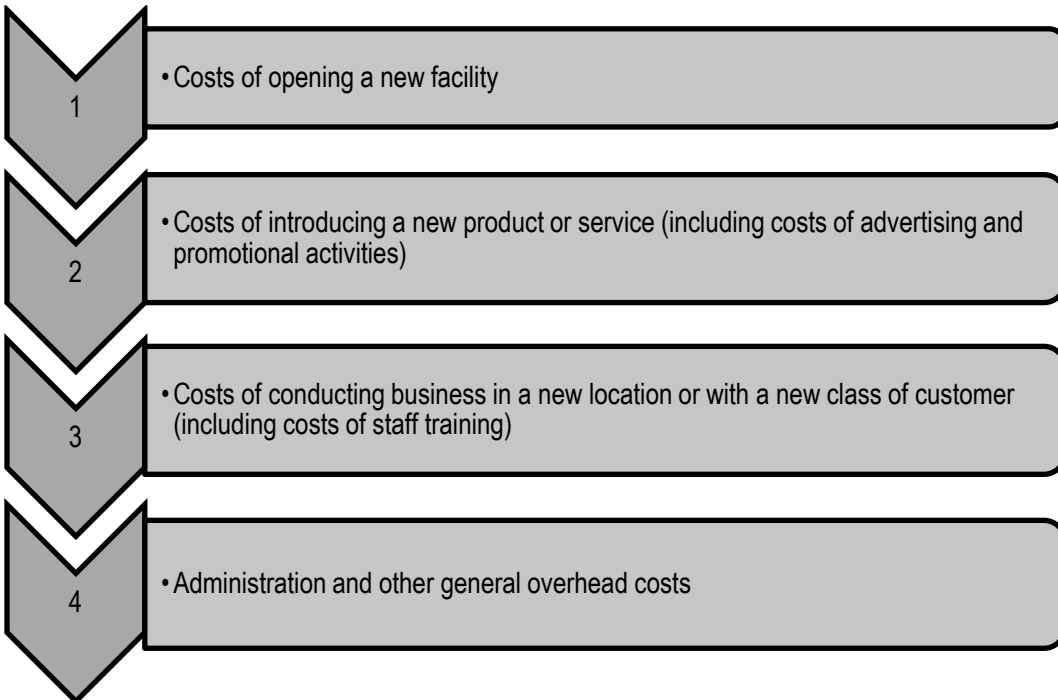 1
• Costs of opening a new facility
2
• Costs of introducing a new product or service (including costs of advertising and
promotional activities)
3
• Costs of conducting business in a new location or with a new class of customer
(including costs of staff training)
4
• Administration and other general overhead costs